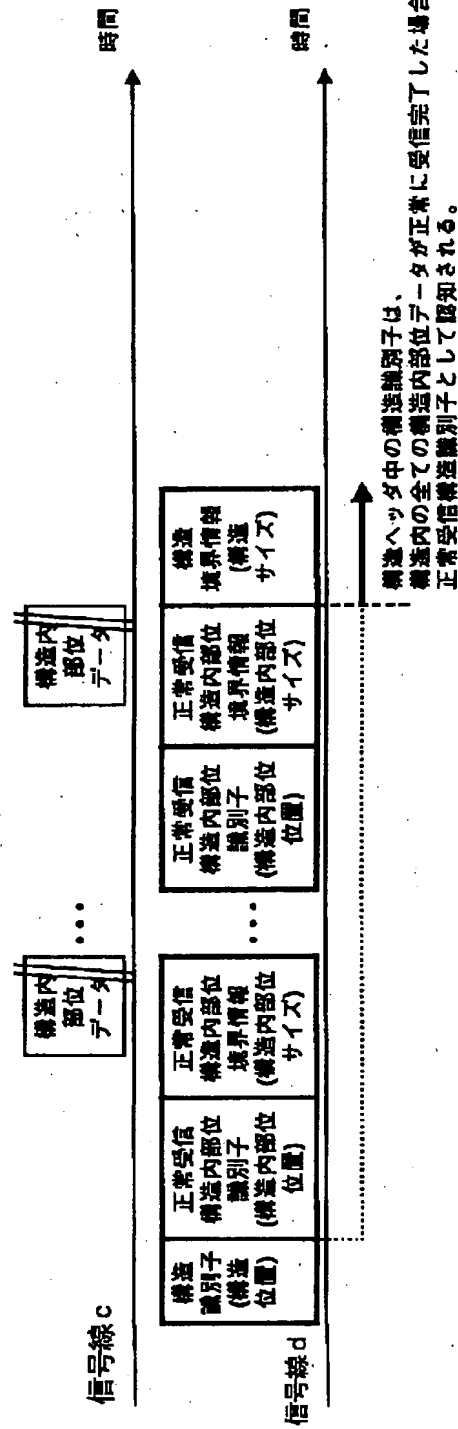 信号線c
構造内
部位
データ
•••
構造内
部位
データ
時間
信号線d
構造
識別子
(構造
位置)
正常受信
構造内部位
識別子
(構造内部位
位置)
正常受信
構造内部位
境界情報
(構造内部位
サイズ)
•••
正常受信
構造内部位
識別子
(構造内部位
位置)
正常受信
構造内部位
境界情報
(構造内部位
サイズ)
構造
境界情報
(構造
サイズ)
時間
構造ヘッダ中の構造識別子は、
構造内の全ての構造内部位データが正常に受信完了した場合
正常受信構造識別子として認知される。